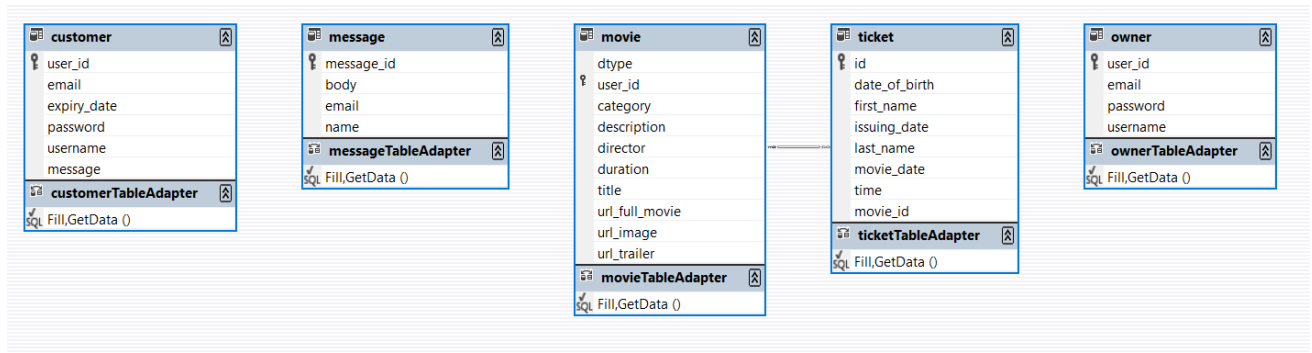 customer
user_id
email
expiry_date
password
username
message
customerTableAdapter
SQL Fill,GetData ()
message
message_id
body
email
name
messageTableAdapter
SQL Fill,GetData ()
movie
dtype
user_id
category
description
director
duration
title
url_full_movie
url_image
url_trailer
movieTableAdapter
SQL Fill,GetData ()
ticket
id
date_of_birth
first_name
issuing_date
last_name
movie_date
time
movie_id
ticketTableAdapter
SQL Fill,GetData ()
owner
user_id
email
password
username
ownerTableAdapter
SQL Fill,GetData ()